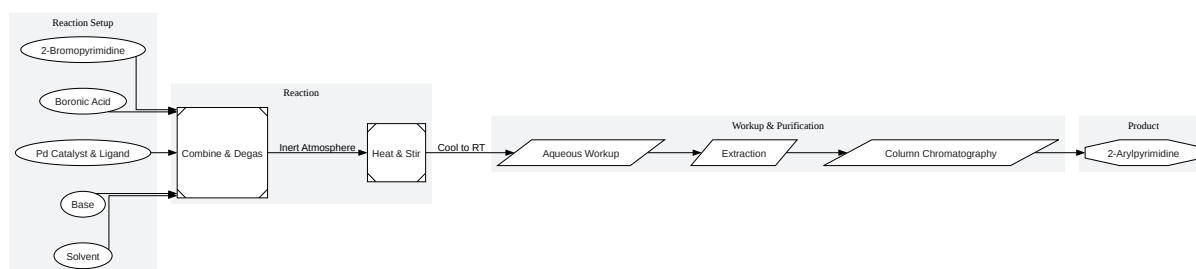 Reaction Setup
2-Bromopyrimidine
Boronic Acid
Pd Catalyst & Ligand
Base
Solvent
Reaction
Combine & Degas
Inert Atmosphere
Heat & Stir
Cool to RT
Workup & Purification
Aqueous Workup
Extraction
Column Chromatography
Product
2-Arylpyrimidine